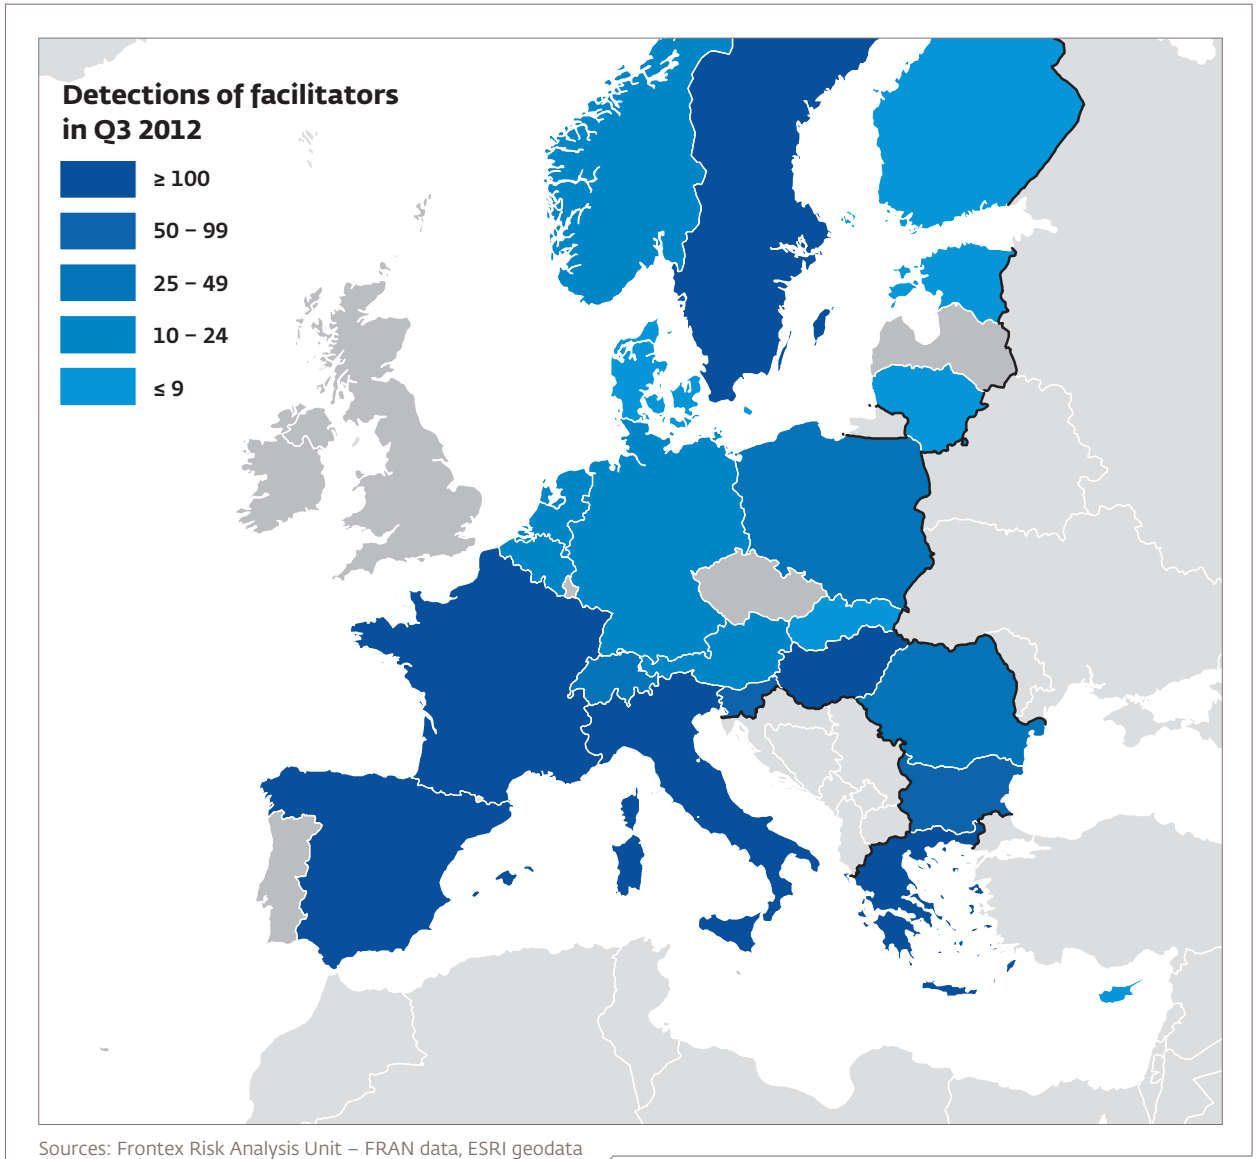 Detections of facilitators
in Q3 2012
≥ 100
50 – 99
25 – 49
10 – 24
≤ 9
Sources: Frontex Risk Analysis Unit – FRAN data, ESRI geodata